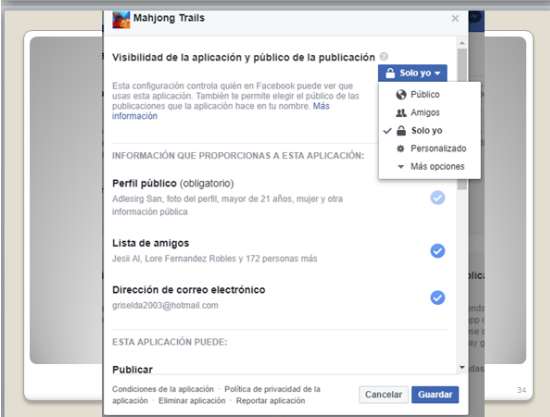 Mahjong Trails
Visibilidad de la aplicación y público de la publicación
Solo yo
Esta configuración controla quién en Facebook puede ver que
usas esta aplicación. También te permite elegir el público de las
publicaciones que la aplicación hace en tu nombre. Más
información
Público
Amigos
Solo yo
Personalizado
Más opciones
INFORMACIÓN QUE PROPORCIONAS A ESTA APLICACIÓN:
Perfil público (obligatorio)
Adlesirg San, foto del perfil, mayor de 21 años, mujer y otra
información pública
Lista de amigos
Jesii Al, Lore Fernandez Robles y 172 personas más
Dirección de correo electrónico
griselda2003@hotmail.com
ESTA APLICACIÓN PUEDE:
Publicar
Condiciones de la aplicación · Política de privacidad de la
aplicación · Eliminar aplicación · Reportar aplicación
Cancelar
Guardar
34